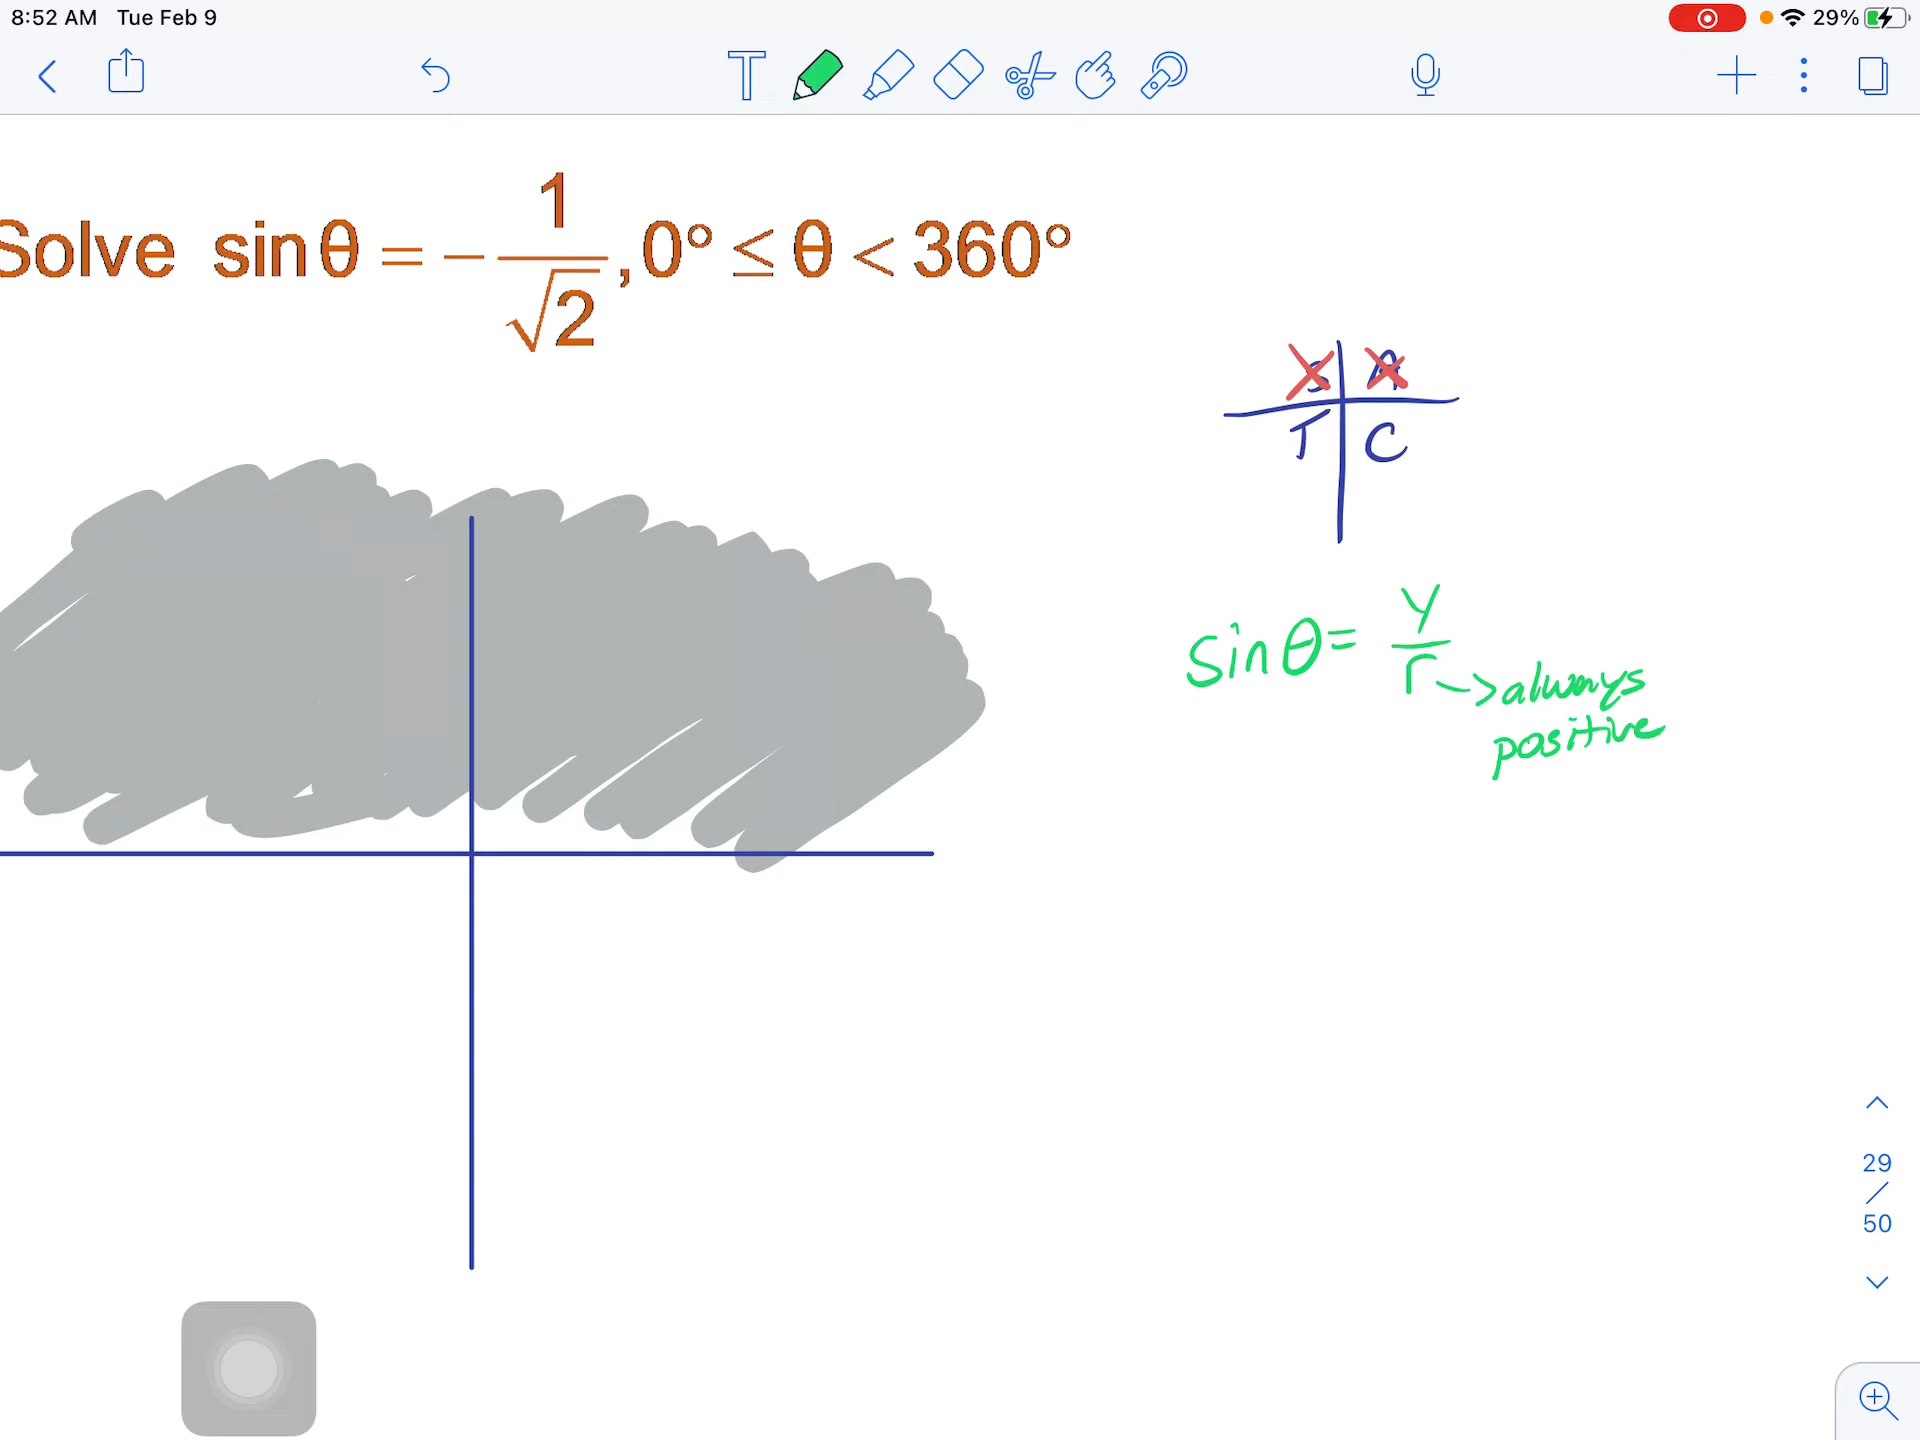 8:52 AM Tue Feb 9
29%
T
Solve sinθ = -1/√2, 0° ≤ θ < 360°
S A
T C
sinθ = y/r → always
positive
29
/
50